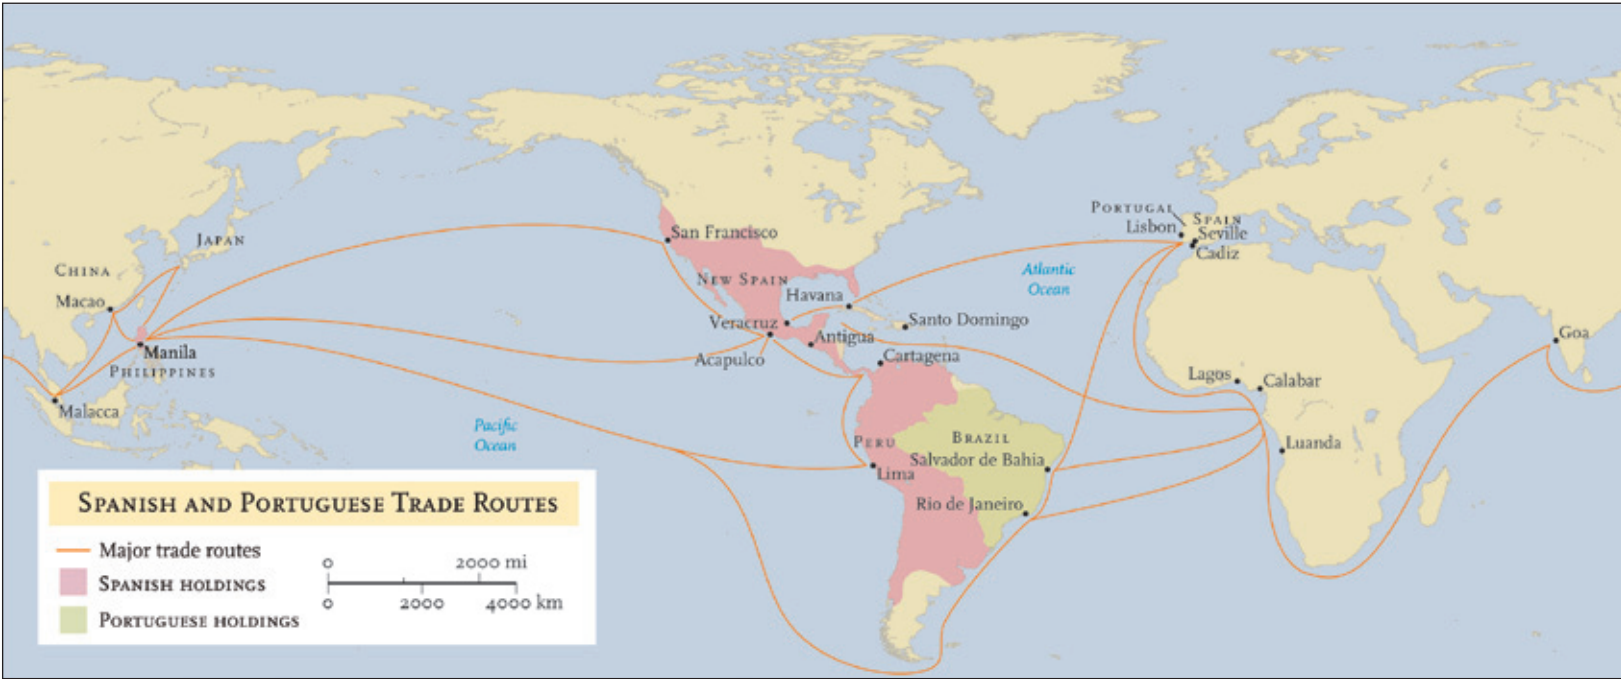 JAPAN
CHINA
Macao
Manila
PHILIPPINES
Malacca
Pacific
Ocean
San Francisco
NEW SPAIN
Havana
Veracruz
Santo Domingo
Antigua
Acapulco
Cartagena
PERU
Lima
BRAZIL
Salvador de Bahia
Rio de Janeiro
Atlantic
Ocean
PORTUGAL
Lisbon
SPAIN
Seville
Cadiz
Lagos
Calabar
Luanda
Goa
SPANISH AND PORTUGUESE TRADE ROUTES
Major trade routes
SPANISH HOLDINGS
PORTUGUESE HOLDINGS
0 2000 mi
0 2000 4000 km